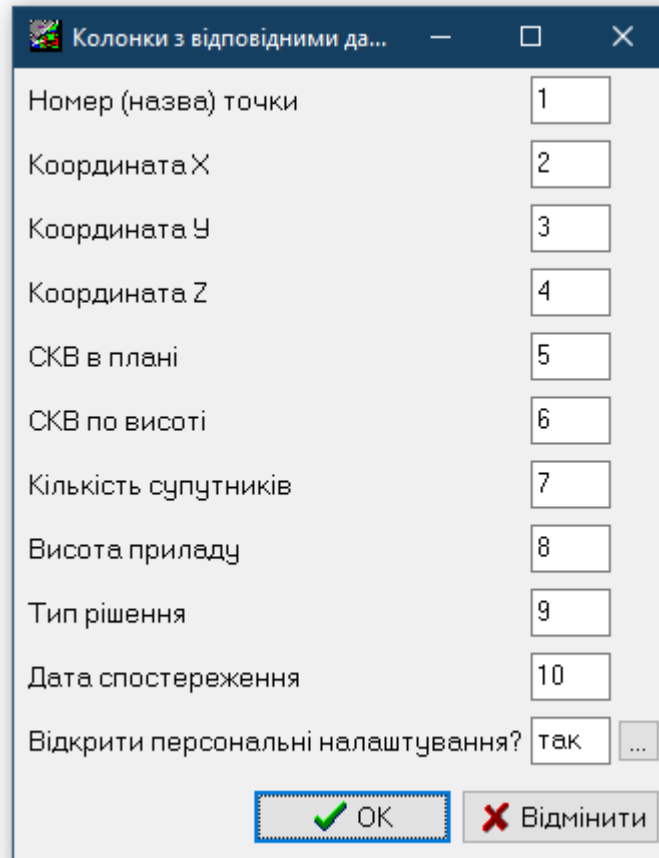 Колонки з відповідними да...
Номер (назва) точки 1
Координата X 2
Координата Y 3
Координата Z 4
СКВ в плані 5
СКВ по висоті 6
Кількість супутників 7
Висота приладу 8
Тип рішення 9
Дата спостереження 10
Відкрити персональні налаштування? так ...
OK Відмінити